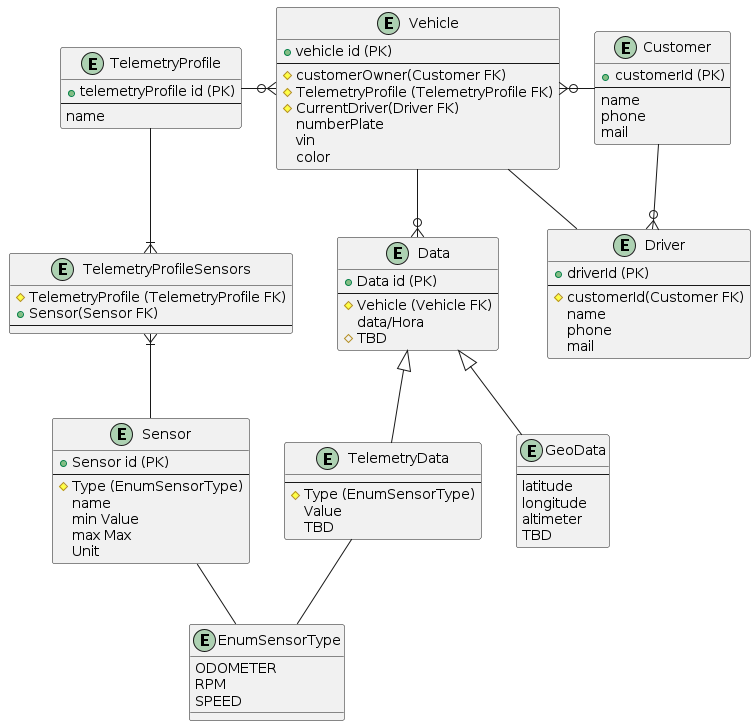 E Vehicle
vehicle id (PK)
customerOwner(Customer FK)
TelemetryProfile (TelemetryProfile FK)
CurrentDriver(Driver FK)
numberPlate
vin
color
E TelemetryProfile
telemetryProfile id (PK)
name
E Customer
customerId (PK)
name
phone
mail
E TelemetryProfileSensors
TelemetryProfile (TelemetryProfile FK)
Sensor(Sensor FK)
E Data
Data id (PK)
Vehicle (Vehicle FK)
data/Hora
TBD
E Driver
driverId (PK)
customerId(Customer FK)
name
phone
mail
E Sensor
Sensor id (PK)
Type (EnumSensorType)
name
min Value
max Max
Unit
E TelemetryData
Type (EnumSensorType)
Value
TBD
E GeoData
latitude
longitude
altimeter
TBD
E EnumSensorType
ODOMETER
RPM
SPEED